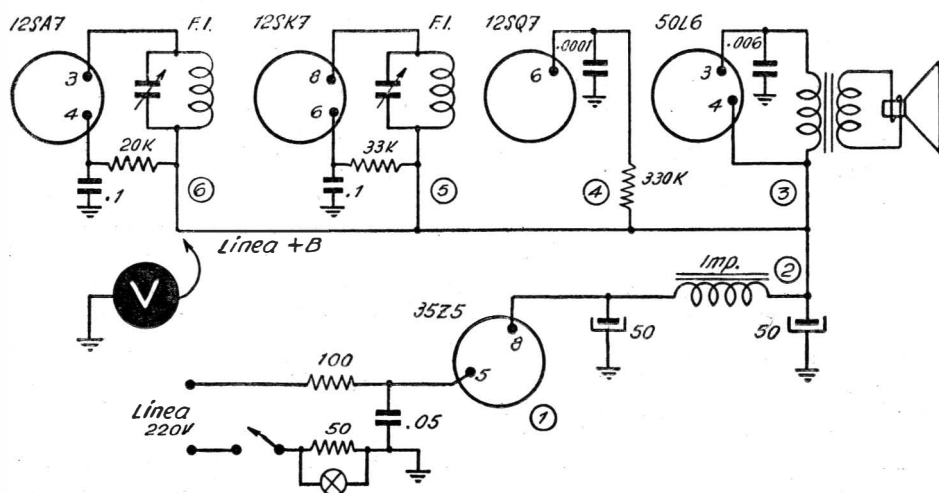 12SA7
F.I.
12SK7
F.I.
12SQ7
50L6
3
4
8
6
6
.0001
3
4
.006
20K
33K
.1
.1
6
5
4
330K
3
Linea +B
V
Imp.
2
35Z5
8
5
50
50
100
1
Linea
220V
50
.05